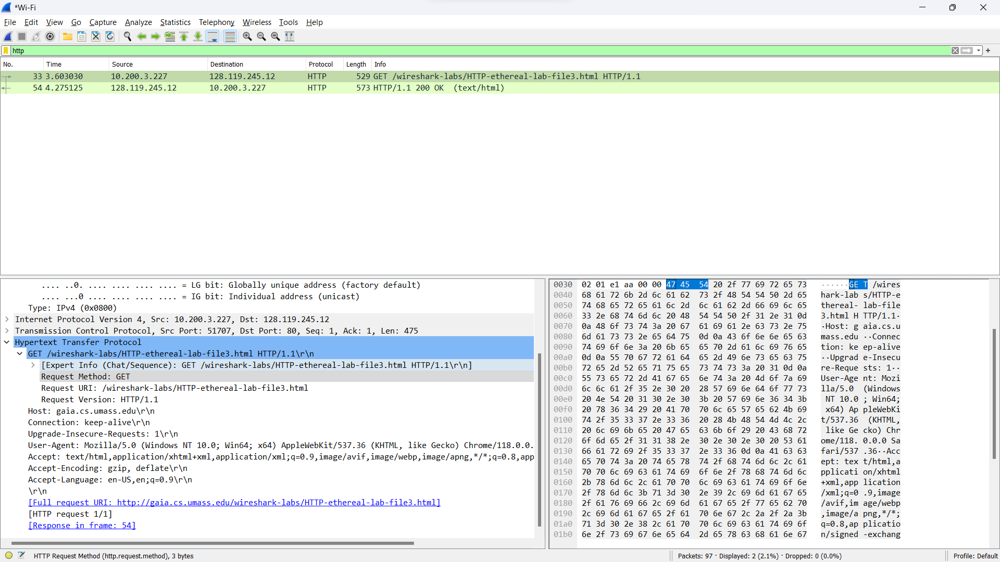 *Wi-Fi
File Edit View Go Capture Analyze Statistics Telephony Wireless Tools Help
http
No. Time Source Destination Protocol Length Info
33 3.603030 10.200.3.227 128.119.245.12 HTTP 529 GET /wireshark-labs/HTTP-ethereal-lab-file3.html HTTP/1.1
54 4.275125 128.119.245.12 10.200.3.227 HTTP 573 HTTP/1.1 200 OK (text/html)
.... ..0. .... .... .... .... = LG bit: Globally unique address (factory default)
.... ...0 .... .... .... .... = IG bit: Individual address (unicast)
Type: IPv4 (0x0800)
Internet Protocol Version 4, Src: 10.200.3.227, Dst: 128.119.245.12
Transmission Control Protocol, Src Port: 51707, Dst Port: 80, Seq: 1, Ack: 1, Len: 475
Hypertext Transfer Protocol
GET /wireshark-labs/HTTP-ethereal-lab-file3.html HTTP/1.1\r\n
[Expert Info (Chat/Sequence): GET /wireshark-labs/HTTP-ethereal-lab-file3.html HTTP/1.1\r\n]
Request Method: GET
Request URI: /wireshark-labs/HTTP-ethereal-lab-file3.html
Request Version: HTTP/1.1
Host: gaia.cs.umass.edu\r\n
Connection: keep-alive\r\n
Upgrade-Insecure-Requests: 1\r\n
User-Agent: Mozilla/5.0 (Windows NT 10.0; Win64; x64) AppleWebKit/537.36 (KHTML, like Gecko) Chrome/118.0.0.
Accept: text/html,application/xhtml+xml,application/xml;q=0.9,image/avif,image/webp,image/apng,*/*;q=0.8,app
Accept-Encoding: gzip, deflate\r\n
Accept-Language: en-US,en;q=0.9\r\n
\r\n
[Full request URI: http://gaia.cs.umass.edu/wireshark-labs/HTTP-ethereal-lab-file3.html]
[HTTP request 1/1]
[Response in frame: 54]
0030 02 01 e1 aa 00 00 47 45 54 20 2f 77 69 72 65 73 ······GE T /wires
0040 68 61 72 6b 2d 6c 61 62 73 2f 48 54 54 50 2d 65 hark-lab s/HTTP-e
0050 74 68 65 72 65 61 6c 2d 6c 61 62 2d 66 69 6c 65 thereal- lab-file
0060 33 2e 68 74 6d 6c 20 48 54 54 50 2f 31 2e 31 0d 3.html H TTP/1.1·
0070 0a 48 6f 73 74 3a 20 67 61 69 61 2e 63 73 2e 75 ·Host: g aia.cs.u
0080 6d 61 73 73 2e 65 64 75 0d 0a 43 6f 6e 6e 65 63 mass.edu ··Connec
0090 74 69 6f 6e 3a 20 6b 65 65 70 2d 61 6c 69 76 65 tion: ke ep-alive
00a0 0d 0a 55 70 67 72 61 64 65 2d 49 6e 73 65 63 75 ··Upgrad e-Insecu
00b0 72 65 2d 52 65 71 75 65 73 74 73 3a 20 31 0d 0a re-Reque sts: 1··
00c0 55 73 65 72 2d 41 67 65 6e 74 3a 20 4d 6f 7a 69 User-Age nt: Mozi
00d0 6c 6c 61 2f 35 2e 30 20 28 57 69 6e 64 6f 77 73 lla/5.0 (Windows
00e0 20 4e 54 20 31 30 2e 30 3b 20 57 69 6e 36 34 3b NT 10.0 ; Win64;
00f0 20 78 36 34 29 20 41 70 70 6c 65 57 65 62 4b 69 x64) Ap pleWebKi
0100 74 2f 35 33 37 2e 33 36 20 28 4b 48 54 4d 4c 2c t/537.36 (KHTML,
0110 20 6c 69 6b 65 20 47 65 63 6b 6f 29 20 43 68 72 like Ge cko) Chr
0120 6f 6d 65 2f 31 31 38 2e 30 2e 30 2e 30 20 53 61 ome/118. 0.0.0 Sa
0130 66 61 72 69 2f 35 33 37 2e 33 36 0d 0a 41 63 63 fari/537 .36··Acc
0140 65 70 74 3a 20 74 65 78 74 2f 68 74 6d 6c 2c 61 ept: tex t/html,a
0150 70 70 6c 69 63 61 74 69 6f 6e 2f 78 68 74 6d 6c pplicati on/xhtml
0160 2b 78 6d 6c 2c 61 70 70 6c 69 63 61 74 69 6f 6e +xml,app lication
0170 2f 78 6d 6c 3b 71 3d 30 2e 39 2c 69 6d 61 67 65 /xml;q=0 .9,image
0180 2f 61 76 69 66 2c 69 6d 61 67 65 2f 77 65 62 70 /avif,im age/webp
0190 2c 69 6d 61 67 65 2f 61 70 6e 67 2c 2a 2f 2a 3b ,image/a png,*/*;
01a0 71 3d 30 2e 38 2c 61 70 70 6c 69 63 61 74 69 6f q=0.8,ap plicatio
01b0 6e 2f 73 69 67 6e 65 64 2d 65 78 63 68 61 6e 67 n/signed -exchang
HTTP Request Method (http.request.method), 3 bytes
Packets: 97 · Displayed: 2 (2.1%) · Dropped: 0 (0.0%)
Profile: Default